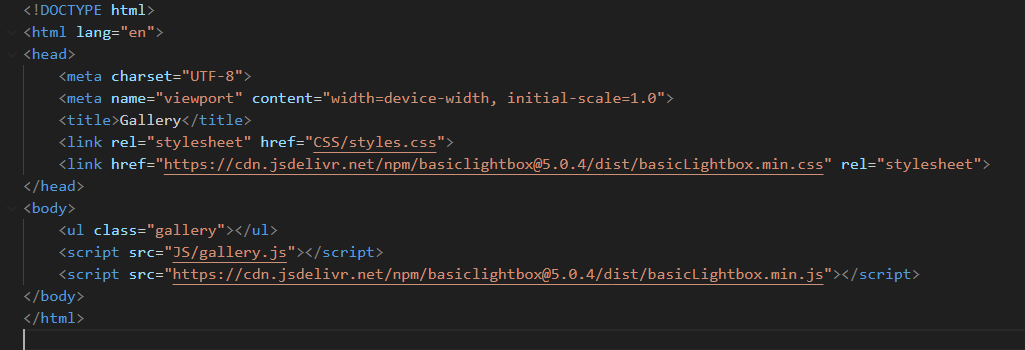 <!DOCTYPE html>
<html lang="en">
<head>
    <meta charset="UTF-8">
    <meta name="viewport" content="width=device-width, initial-scale=1.0">
    <title>Gallery</title>
    <link rel="stylesheet" href="CSS/styles.css">
    <link href="https://cdn.jsdelivr.net/npm/basiclightbox@5.0.4/dist/basicLightbox.min.css" rel="stylesheet">
</head>
<body>
    <ul class="gallery"></ul>
    <script src="JS/gallery.js"></script>
    <script src="https://cdn.jsdelivr.net/npm/basiclightbox@5.0.4/dist/basicLightbox.min.js"></script>
</body>
</html>